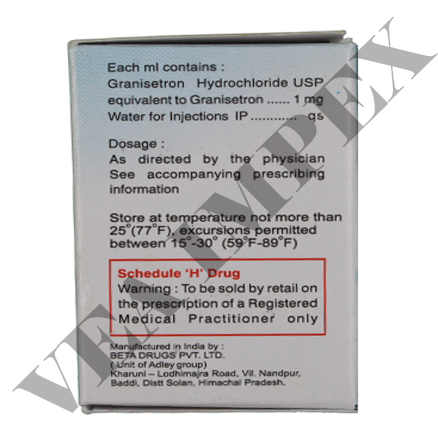 Each ml contains :
Granisetron Hydrochloride USP
equivalent to Granisetron ...... 1 mg
Water for Injections IP ............ qs
Dosage :
As directed by the physician
See accompanying prescribing
information
Store at temperature not more than
25°(77°F), excursions permitted
between 15°-30° (59°F-89°F)
Schedule 'H' Drug
Warning : To be sold by retail on
the prescription of a Registered
Medical Practitioner only
Manufactured in India by :
BETA DRUGS PVT. LTD.
( Unit of Adley group)
Kharuni – Lodhimajra Road, Vil. Nandpur,
Baddi, Distt Solan, Himachal Pradesh.
VEA IMPEX